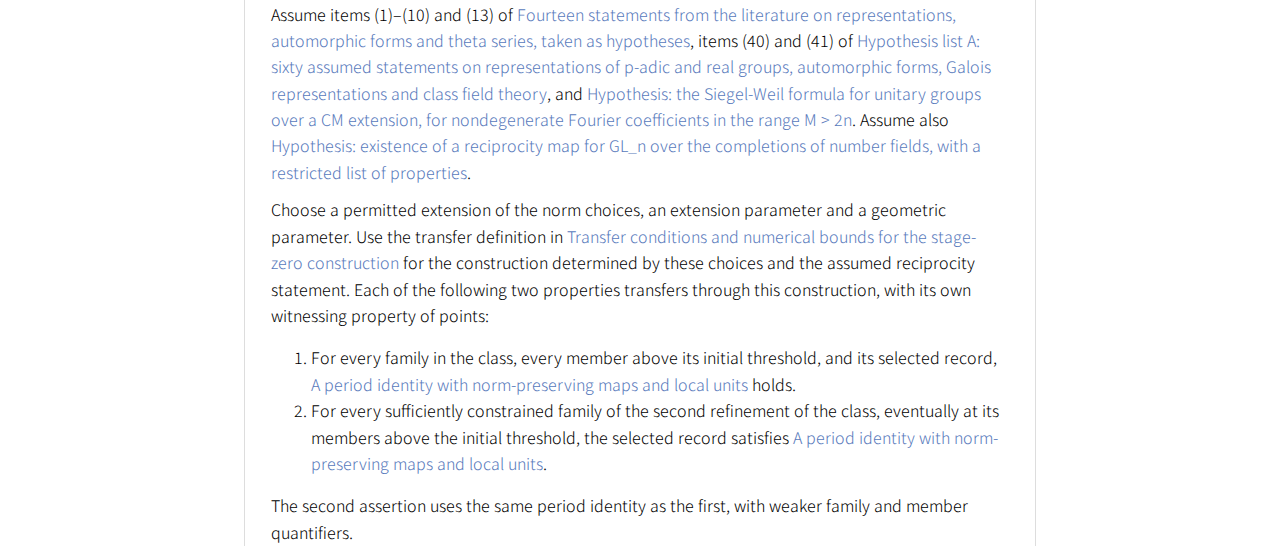 Assume items (1)–(10) and (13) of Fourteen statements from the literature on representations,
automorphic forms and theta series, taken as hypotheses, items (40) and (41) of Hypothesis list A:
sixty assumed statements on representations of p-adic and real groups, automorphic forms, Galois
representations and class field theory, and Hypothesis: the Siegel-Weil formula for unitary groups
over a CM extension, for nondegenerate Fourier coefficients in the range M > 2n. Assume also
Hypothesis: existence of a reciprocity map for GL_n over the completions of number fields, with a
restricted list of properties.
Choose a permitted extension of the norm choices, an extension parameter and a geometric
parameter. Use the transfer definition in Transfer conditions and numerical bounds for the stage-
zero construction for the construction determined by these choices and the assumed reciprocity
statement. Each of the following two properties transfers through this construction, with its own
witnessing property of points:
1. For every family in the class, every member above its initial threshold, and its selected record,
A period identity with norm-preserving maps and local units holds.
2. For every sufficiently constrained family of the second refinement of the class, eventually at its
members above the initial threshold, the selected record satisfies A period identity with norm-
preserving maps and local units.
The second assertion uses the same period identity as the first, with weaker family and member
quantifiers.